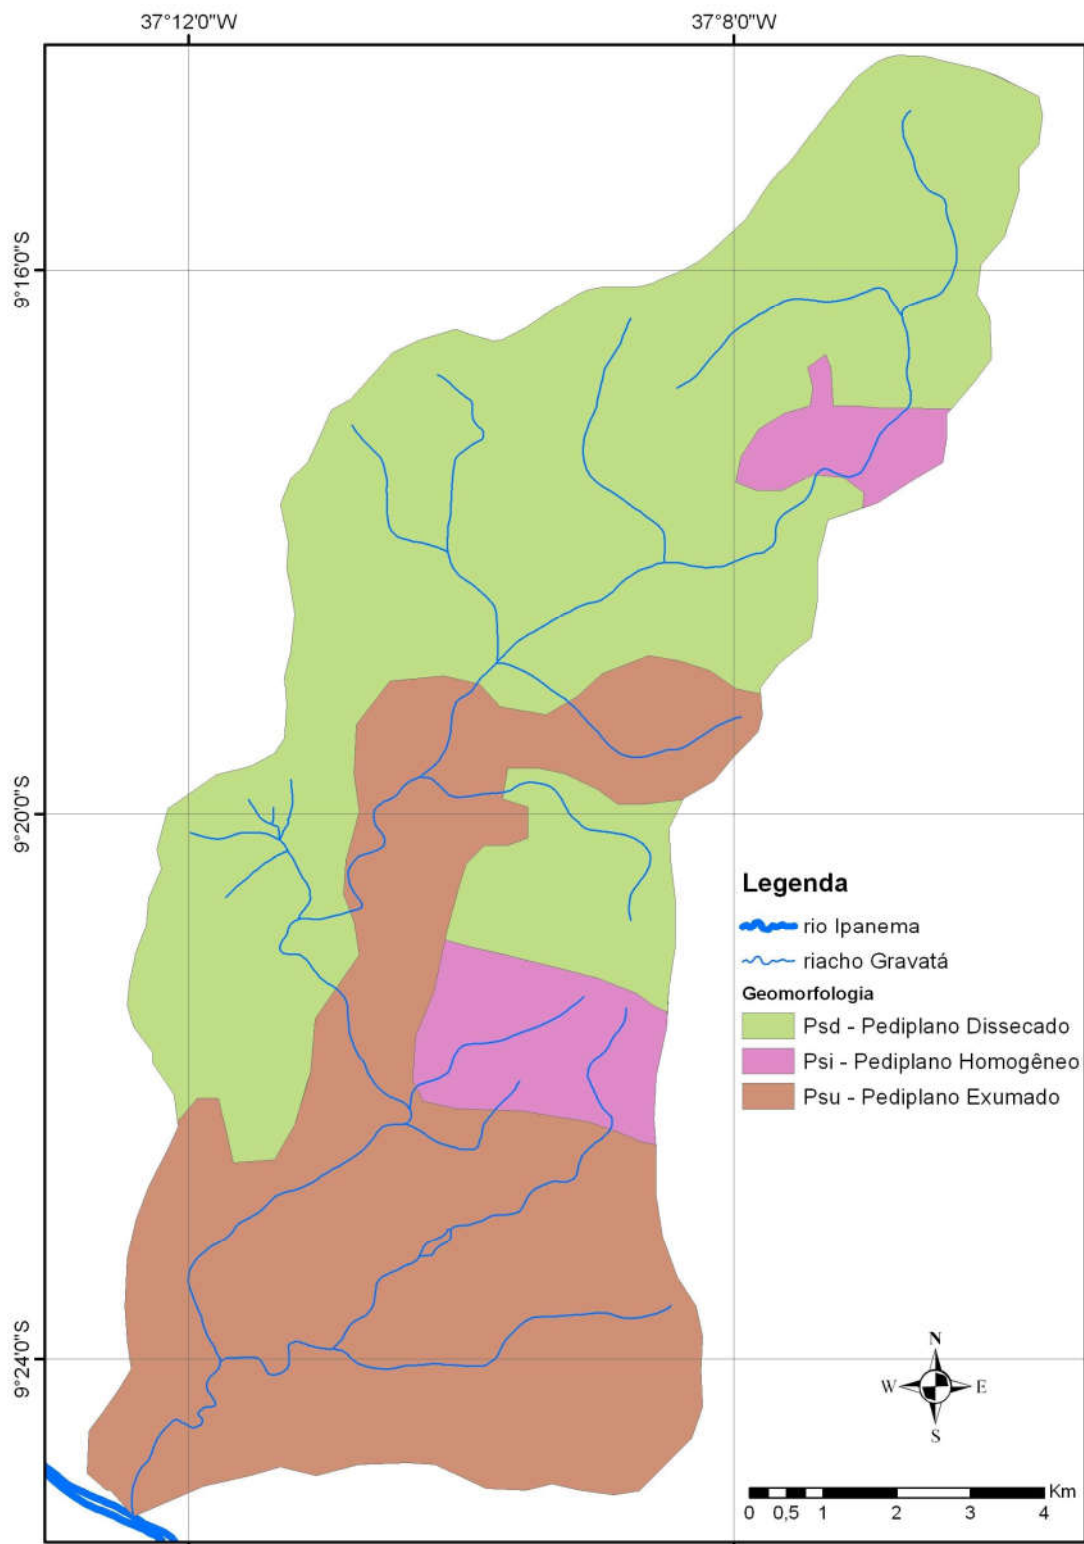 37°12'0"W
37°8'0"W
9°16'0"S
9°20'0"S
9°24'0"S
Legenda
rio Ipanema
riacho Gravatá
Geomorfologia
Psd - Pediplano Dissecado
Psi - Pediplano Homogêneo
Psu - Pediplano Exumado
N
W E
S
Km
0 0,5 1 2 3 4